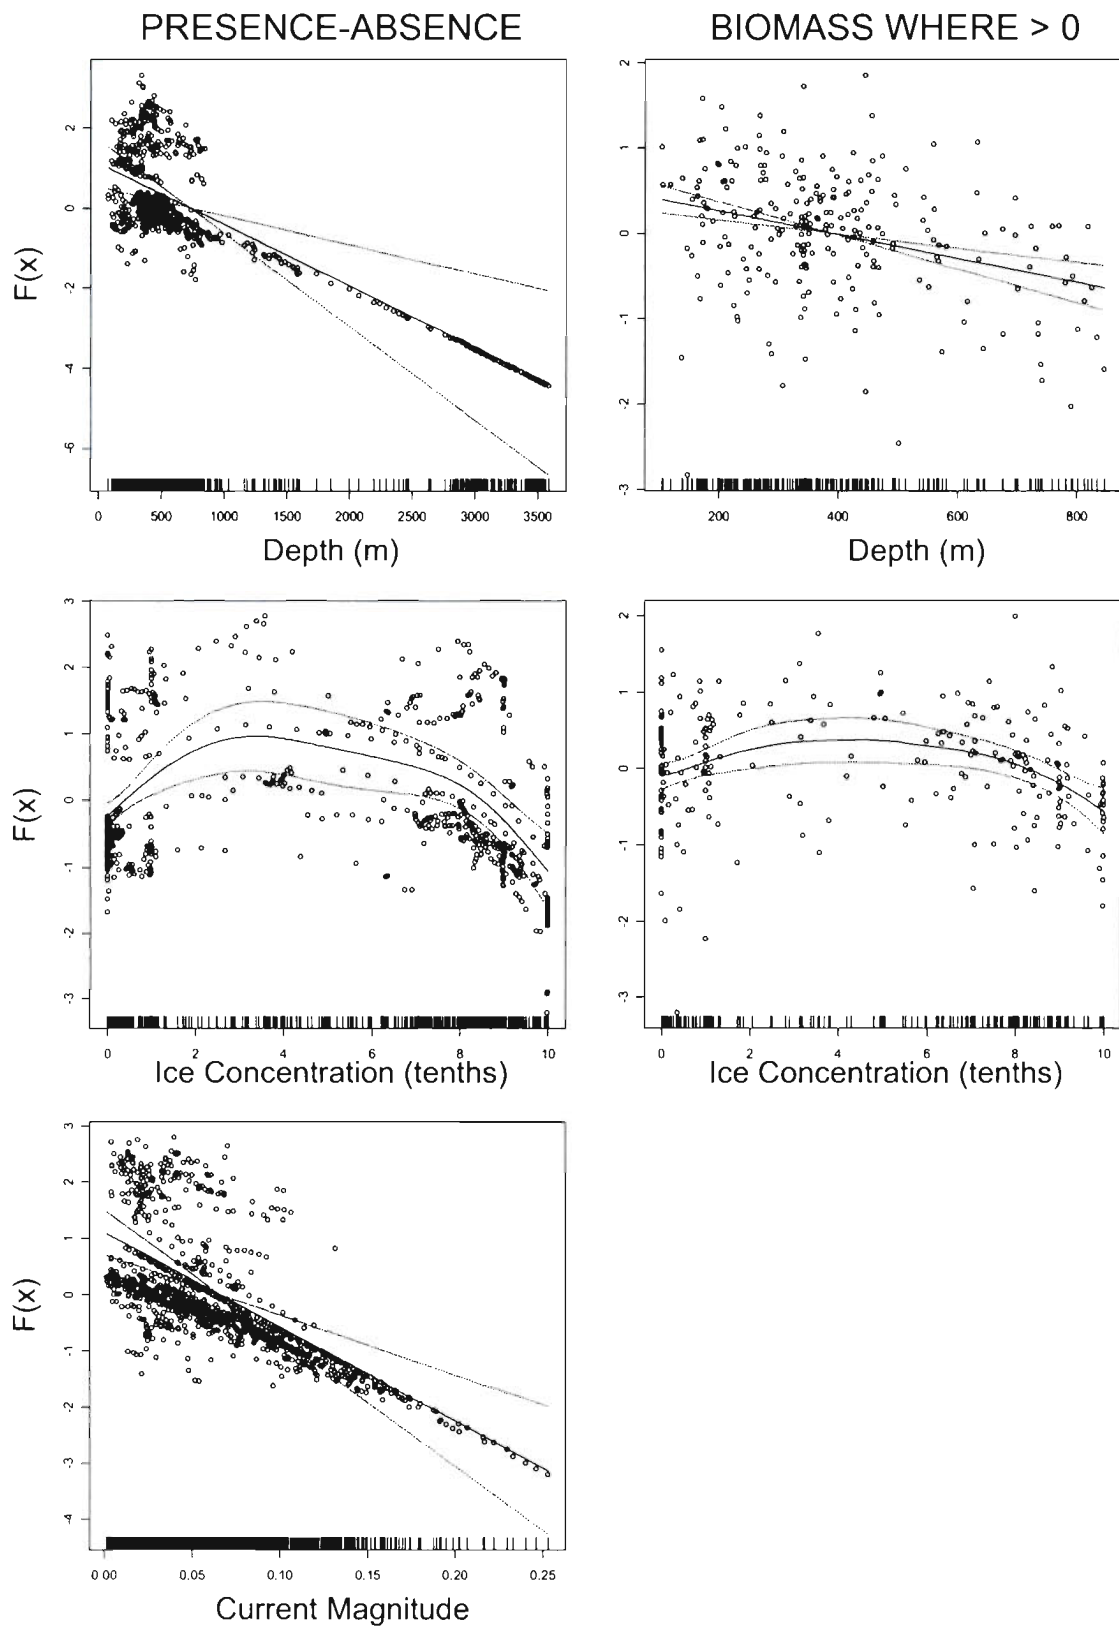 PRESENCE-ABSENCE
BIOMASS WHERE > 0
F(x)
2
0
-2
-4
-6
0 500 1000 1500 2000 2500 3000 3500
Depth (m)
2
1
0
-1
-2
-3
200 400 600 800
Depth (m)
F(x)
3
2
1
0
-1
-2
-3
0 2 4 6 8 10
Ice Concentration (tenths)
2
1
0
-1
-2
-3
0 2 4 6 8 10
Ice Concentration (tenths)
F(x)
3
2
1
0
-1
-2
-3
-4
0 00 0.05 0.10 0.15 0.20 0.25
Current Magnitude